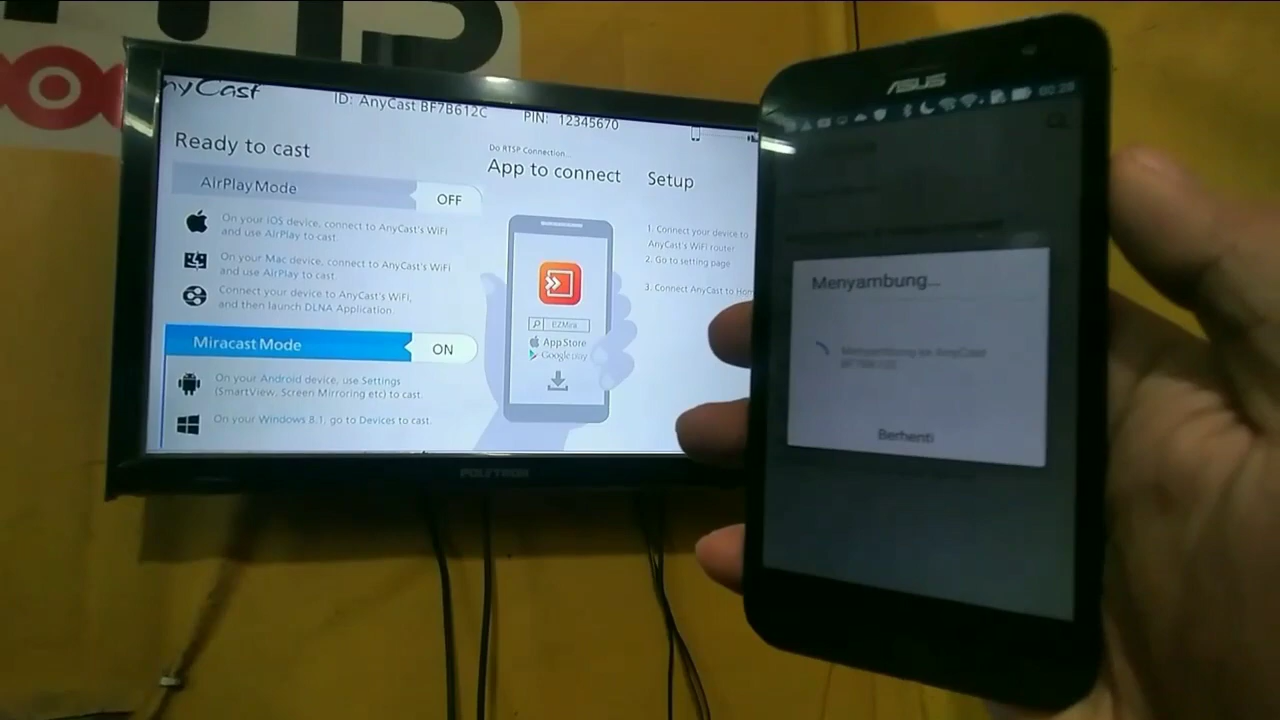 nyCast
ID: AnyCast BF7B612C
PIN: 12345670
Ready to cast
AirPlay Mode
OFF
On your iOS device, connect to AnyCast's WiFi
and use AirPlay to cast.
On your Mac device, connect to AnyCast's WiFi
and use AirPlay to cast.
Connect your device to AnyCast's WiFi,
and then launch DLNA Application.
Miracast Mode
ON
On your Android device, use Settings
(SmartView, Screen Mirroring etc) to cast.
On your Windows 8.1, go to Devices to cast.
Do RTSP Connection...
App to connect
EZMira
App Store
Google play
Setup
1. Connect your device to
AnyCast's WiFi router
2. Go to setting page
3. Connect AnyCast to Hom
POLYTRON
ASUS
00:20
Menyambung...
Menyambung ke AnyCast
Berhenti